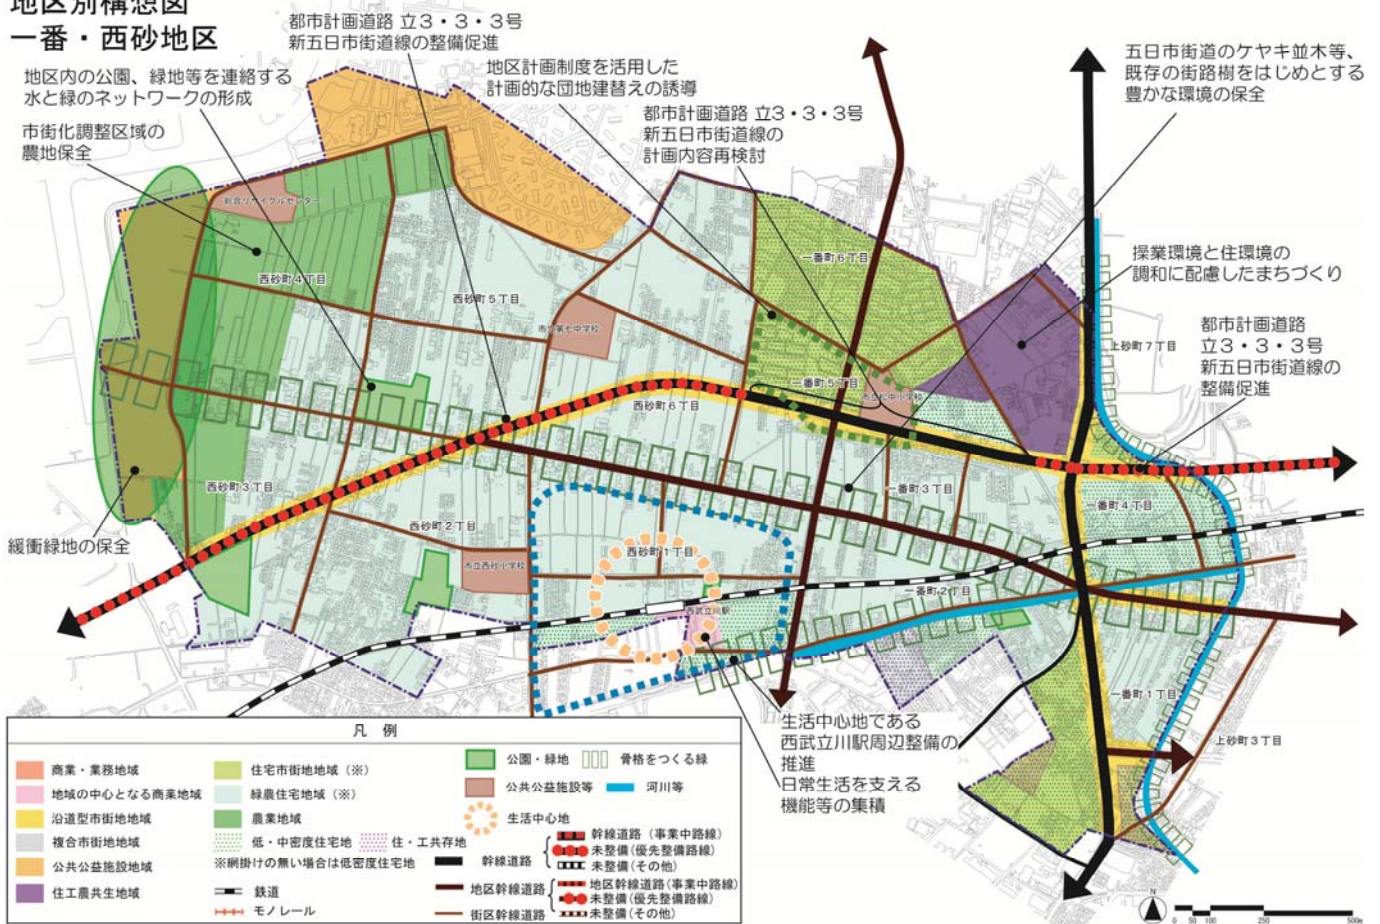 地区別構想図
一番・西砂地区
都市計画道路 立3・3・3号
新五日市街道線の整備促進
地区内の公園、緑地等を連絡する
水と緑のネットワークの形成
市街化調整区域の
農地保全
地区計画制度を活用した
計画的な団地建替えの誘導
都市計画道路 立3・3・3号
新五日市街道線の
計画内容再検討
五日市街道のケヤキ並木等、
既存の街路樹をはじめとする
豊かな環境の保全
操業環境と住環境の
調和に配慮したまちづくり
都市計画道路
立3・3・3号
新五日市街道線の
整備促進
総合リサイクルセンター
西砂町4丁目
西砂町5丁目
一番町6丁目
上砂町7丁目
一番町5丁目
西砂町6丁目
西砂町3丁目
西砂町2丁目
一番町3丁目
一番町4丁目
市立西砂小学校
西砂町1丁目
西武立川駅
一番町2丁目
一番町1丁目
上砂町3丁目
緩衝緑地の保全
生活中心地である
西武立川駅周辺整備の
推進
日常生活を支える
機能等の集積
凡 例
商業・業務地域
地域の中心となる商業地域
沿道型市街地地域
複合市街地地域
公共公益施設地域
住工農共生地域
住宅市街地地域(※)
緑農住宅地域(※)
農業地域
低・中密度住宅地
住・工共存地
※網掛けの無い場合は低密度住宅地
鉄道
モノレール
公園・緑地
骨格をつくる緑
公共公益施設等
河川等
生活中心地
幹線道路
幹線道路(事業中路線)
未整備(優先整備路線)
未整備(その他)
地区幹線道路
地区幹線道路(事業中路線)
未整備(優先整備路線)
未整備(その他)
街区幹線道路
N
0 50 100 250 500m